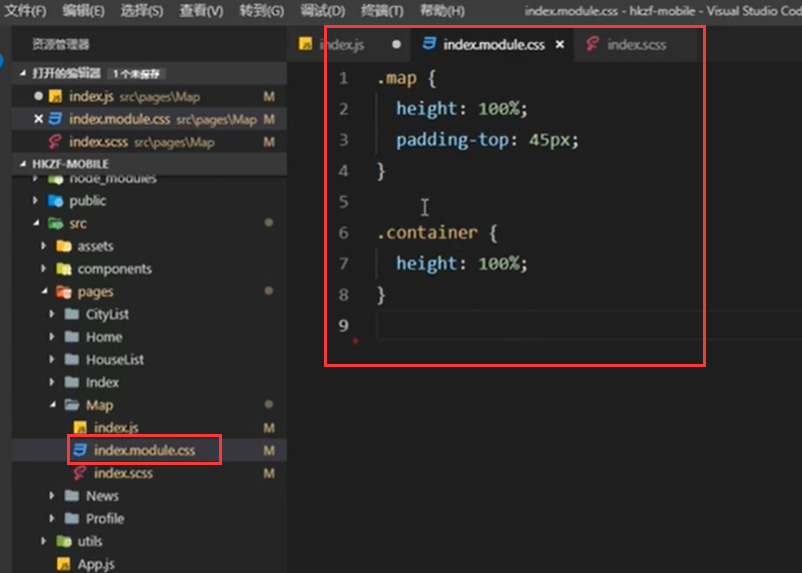 文件(F) 编辑(E) 选择(S) 查看(V) 转到(G) 调试(D) 终端(T) 帮助(H) index.module.css - hkzf-mobile - Visual Studio Cod
资源管理器
index.js
index.module.css
index.scss
打开的编辑器 1 个未保存
index.js src\pages\Map M
index.module.css src\pages\Map M
index.scss src\pages\Map M
HKZF-MOBILE
node_modules
public
src
assets
components
pages
CityList
Home
HouseList
Index
Map
index.js M
index.module.css M
index.scss M
News
Profile
utils
App.js
1 .map {
2 height: 100%;
3 padding-top: 45px;
4 }
5
6 .container {
7 height: 100%;
8 }
9